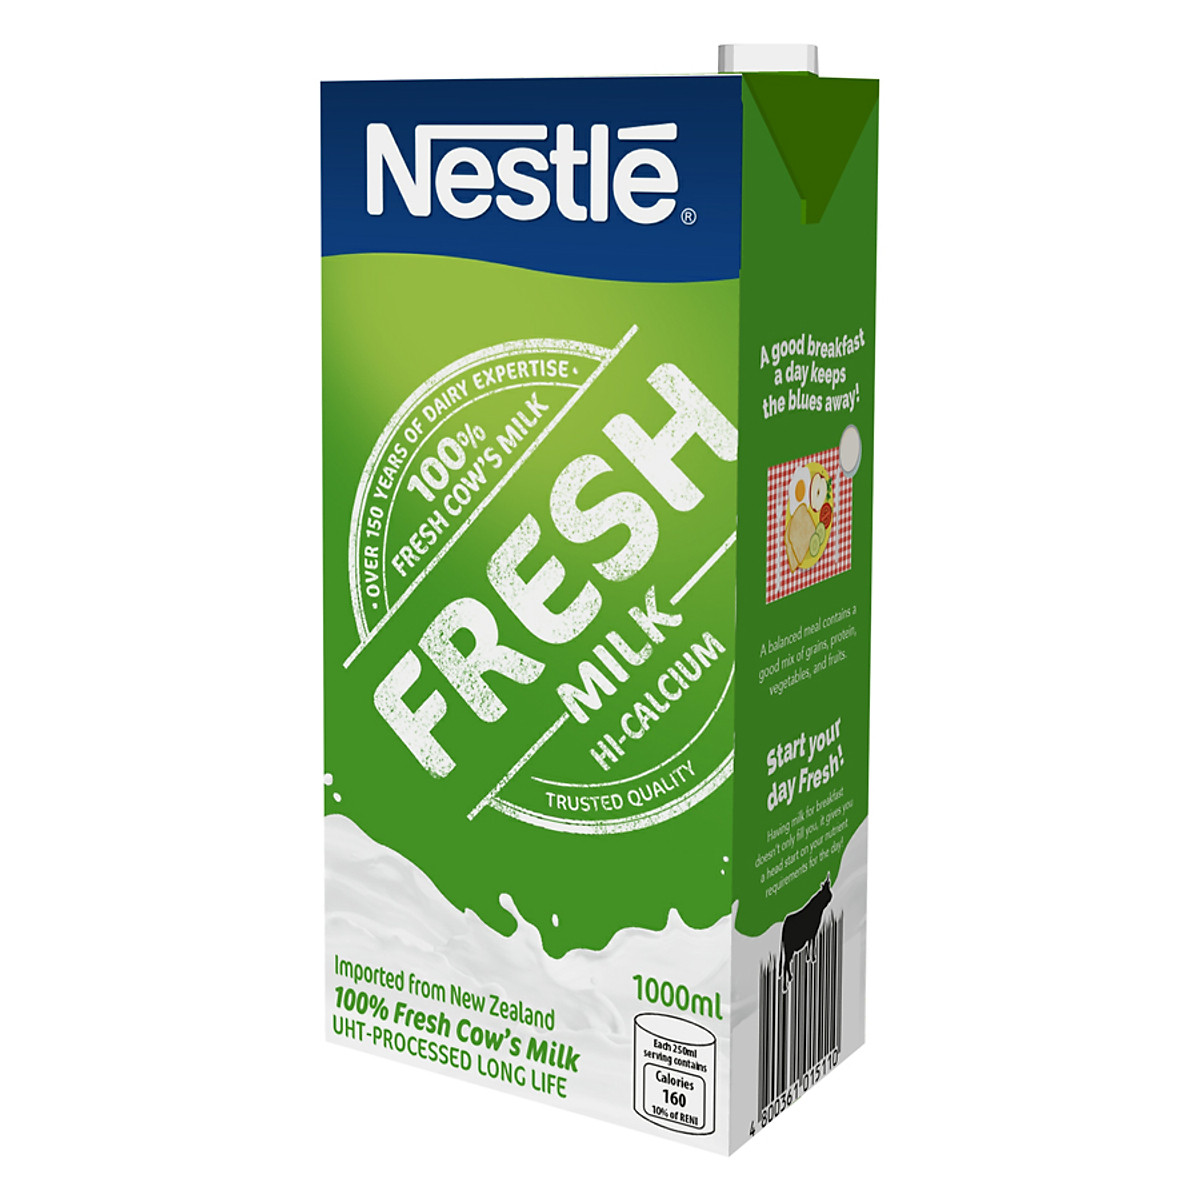 Nestlé®
• OVER 150 YEARS OF DAIRY EXPERTISE •
100%
FRESH COW'S MILK
FRESH
MILK
HI-CALCIUM
TRUSTED QUALITY
Imported from New Zealand
100% Fresh Cow's Milk
UHT-PROCESSED LONG LIFE
1000ml
Each 250ml
serving contains
Calories
160
10% of RENI
A good breakfast
a day keeps
the blues away!
A balanced meal contains a
good mix of grains, protein,
vegetables, and fruits.
Start your
day Fresh!
Having milk for breakfast
doesn't only fill you, it gives you
a head start on your nutrient
requirements for the day!
4 800361 015110